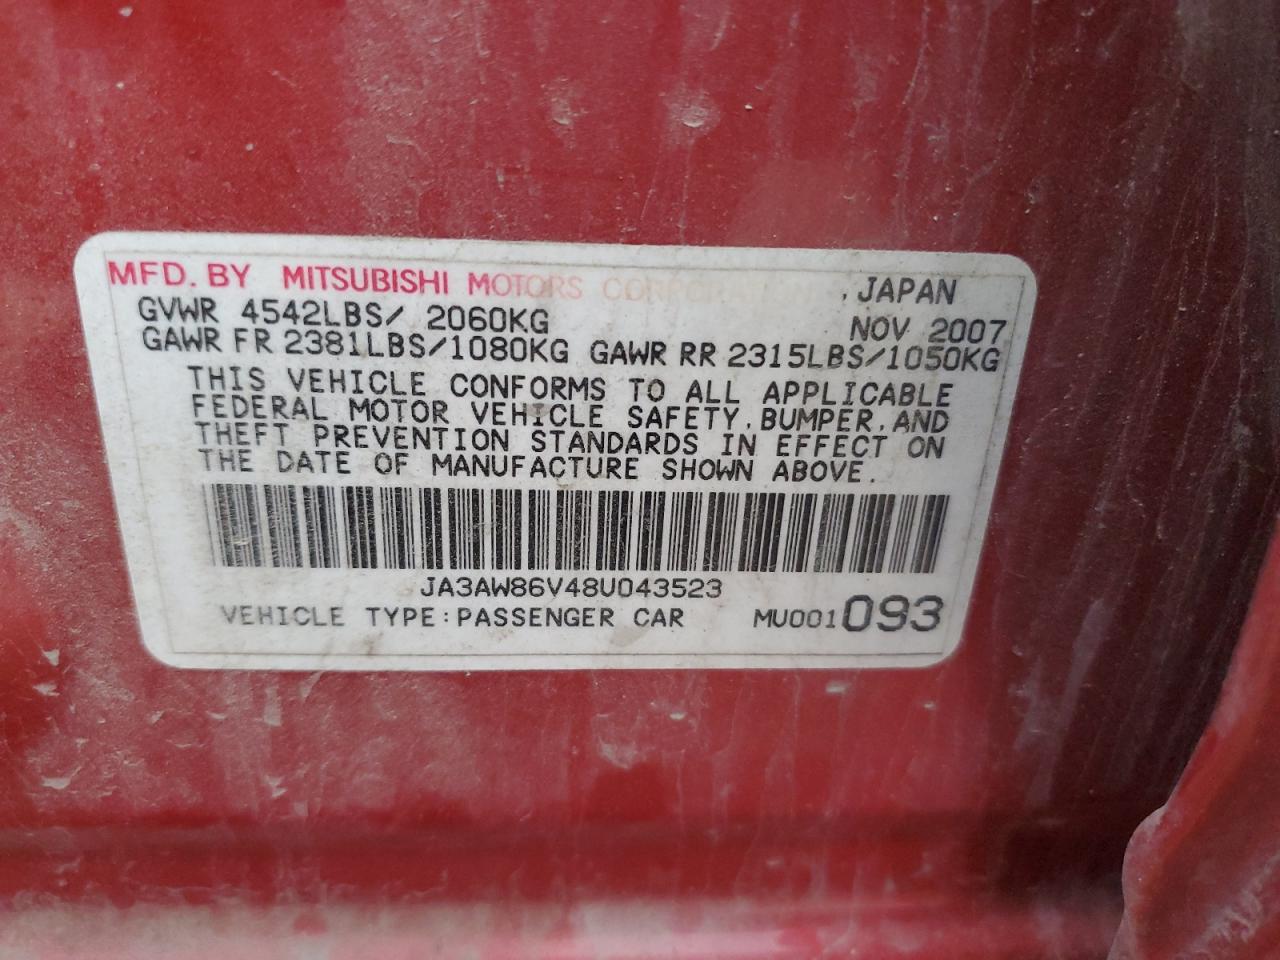 MFD. BY MITSUBISHI MOTORS CORPORATION, JAPAN
GVWR 4542LBS/ 2060KG NOV 2007
GAWR FR 2381LBS/1080KG GAWR RR 2315LBS/1050KG
THIS VEHICLE CONFORMS TO ALL APPLICABLE
FEDERAL MOTOR VEHICLE SAFETY, BUMPER, AND
THEFT PREVENTION STANDARDS IN EFFECT ON
THE DATE OF MANUFACTURE SHOWN ABOVE.
JA3AW86V48U043523
VEHICLE TYPE:PASSENGER CAR MU001093